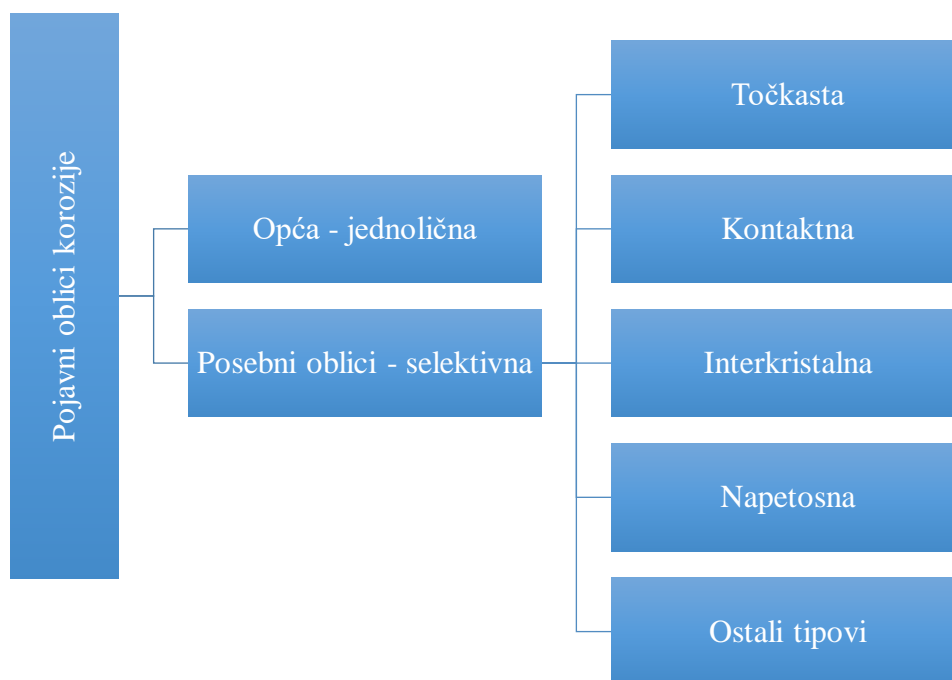 Pojavni oblici korozije
Opća - jednolična
Posebni oblici - selektivna
Točkasta
Kontaktna
Interkristalna
Napetosna
Ostali tipovi